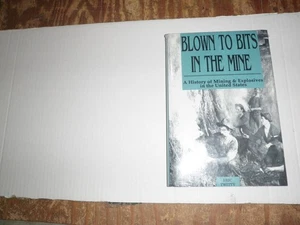 BLOWN TO BITS
IN THE MINE
A History of Mining & Explosives
in the United States